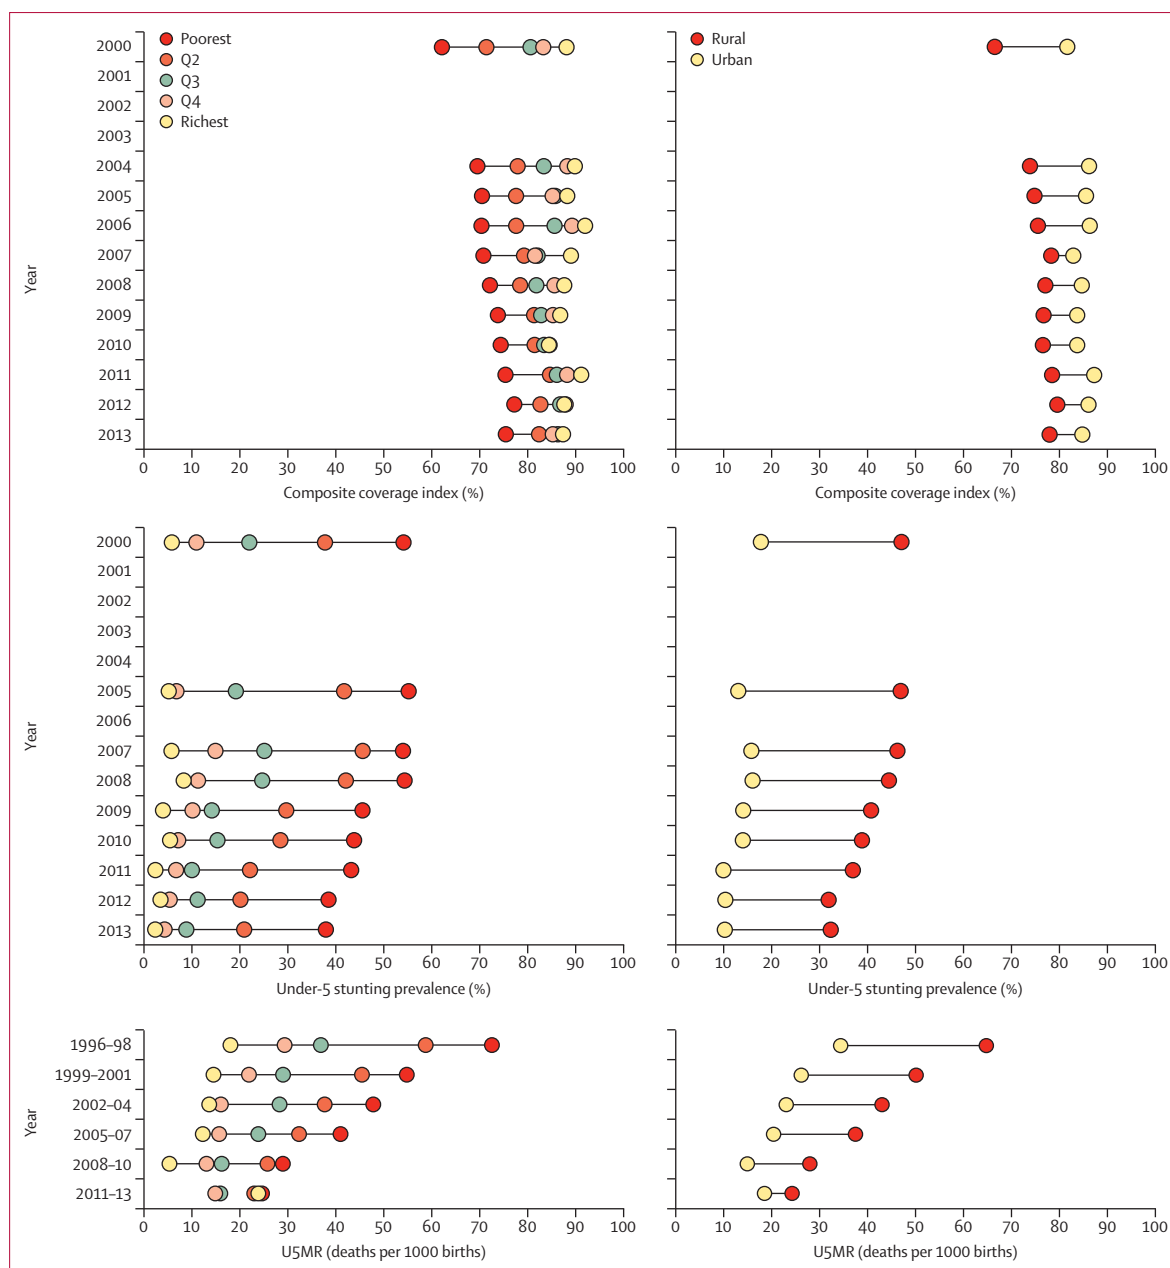 Poorest
Q2
Q3
Q4
Richest
Rural
Urban
Year
2000
2001
2002
2003
2004
2005
2006
2007
2008
2009
2010
2011
2012
2013
0 10 20 30 40 50 60 70 80 90 100
Composite coverage index (%)
0 10 20 30 40 50 60 70 80 90 100
Composite coverage index (%)
Year
2000
2001
2002
2003
2004
2005
2006
2007
2008
2009
2010
2011
2012
2013
0 10 20 30 40 50 60 70 80 90 100
Under-5 stunting prevalence (%)
0 10 20 30 40 50 60 70 80 90 100
Under-5 stunting prevalence (%)
Year
1996–98
1999–2001
2002–04
2005–07
2008–10
2011–13
0 10 20 30 40 50 60 70 80 90 100
U5MR (deaths per 1000 births)
0 10 20 30 40 50 60 70 80 90 100
U5MR (deaths per 1000 births)